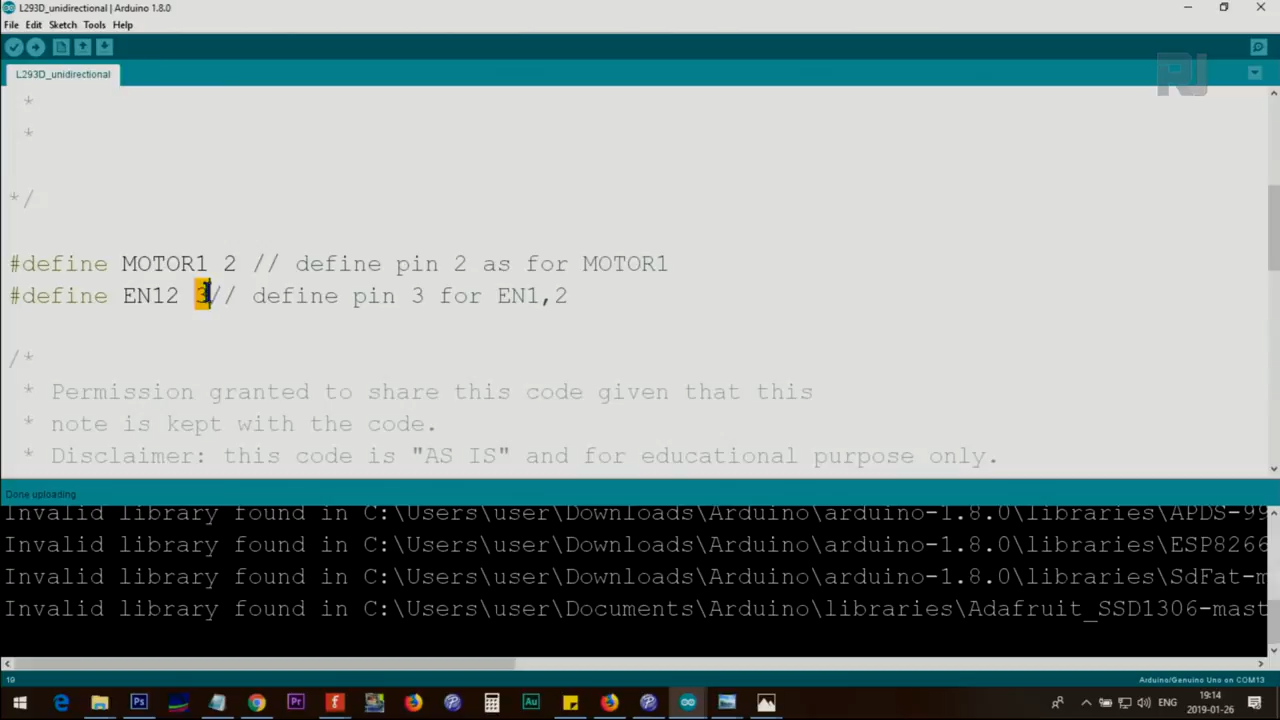 L293D_unidirectional | Arduino 1.8.0
File Edit Sketch Tools Help
L293D_unidirectional
RJ
*
*
*/
#define MOTOR1 2 // define pin 2 as for MOTOR1
#define EN12 3// define pin 3 for EN1,2
/*
* Permission granted to share this code given that this
* note is kept with the code.
* Disclaimer: this code is "AS IS" and for educational purpose only.
Done uploading
Invalid library found in C:\Users\user\Downloads\Arduino\arduino-1.8.0\libraries\APDS-99
Invalid library found in C:\Users\user\Downloads\Arduino\arduino-1.8.0\libraries\ESP8266
Invalid library found in C:\Users\user\Downloads\Arduino\arduino-1.8.0\libraries\SdFat-m
Invalid library found in C:\Users\user\Documents\Arduino\libraries\Adafruit_SSD1306-mast
19
Arduino/Genuino Uno on COM13
Ps
Pr
f
Au
ENG
19:14
2019-01-26